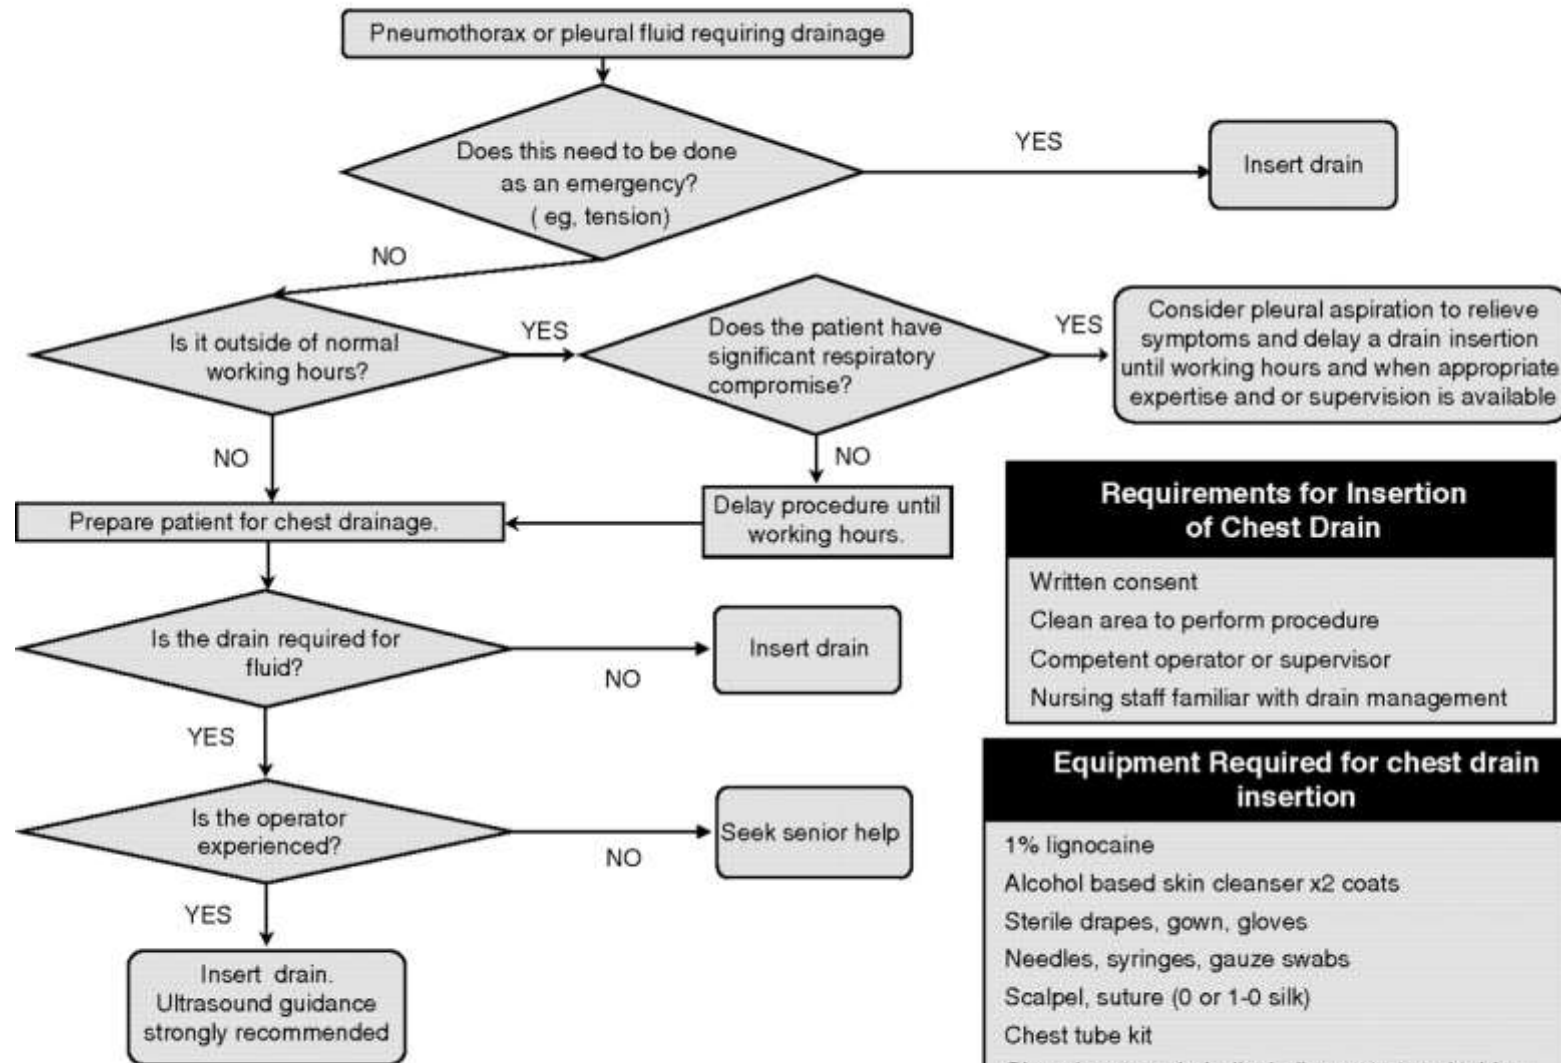 Pneumothorax or pleural fluid requiring drainage
Does this need to be done
as an emergency?
( eg, tension)
YES
Insert drain
NO
Is it outside of normal
working hours?
YES
Does the patient have
significant respiratory
compromise?
YES
Consider pleural aspiration to relieve
symptoms and delay a drain insertion
until working hours and when appropriate
expertise and or supervision is available
NO
NO
Prepare patient for chest drainage.
Delay procedure until
working hours.
Is the drain required for
fluid?
NO
Insert drain
YES
Is the operator
experienced?
NO
Seek senior help
YES
Insert drain.
Ultrasound guidance
strongly recommended
Requirements for Insertion
of Chest Drain
Written consent
Clean area to perform procedure
Competent operator or supervisor
Nursing staff familiar with drain management
Equipment Required for chest drain
insertion
1% lignocaine
Alcohol based skin cleanser x2 coats
Sterile drapes, gown, gloves
Needles, syringes, gauze swabs
Scalpel, suture (0 or 1-0 silk)
Chest tube kit